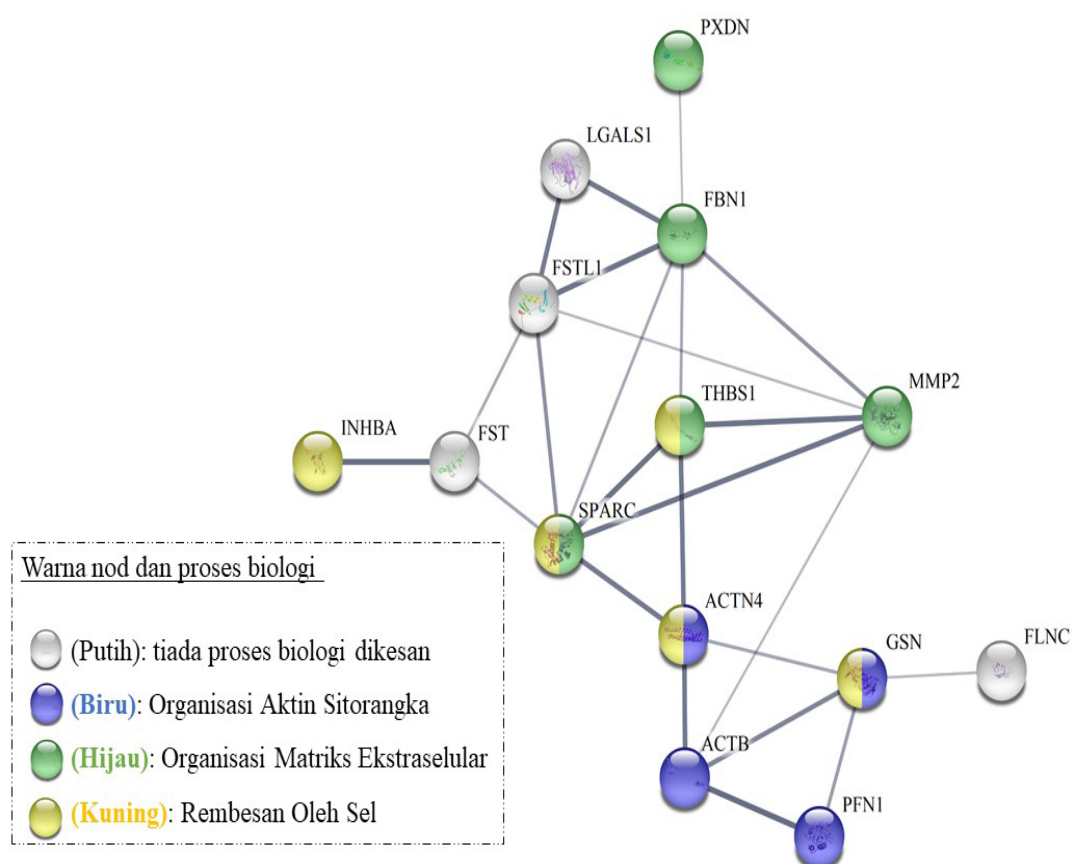 PXDN
LGALS1
FBN1
FSTL1
THBS1
MMP2
INHBA
FST
SPARC
ACTN4
GSN
FLNC
ACTB
PFN1
Warna nod dan proses biologi
(Putih): tiada proses biologi dikesan
(Biru): Organisasi Aktin Sitorangka
(Hijau): Organisasi Matriks Ekstraselular
(Kuning): Rembesan Oleh Sel